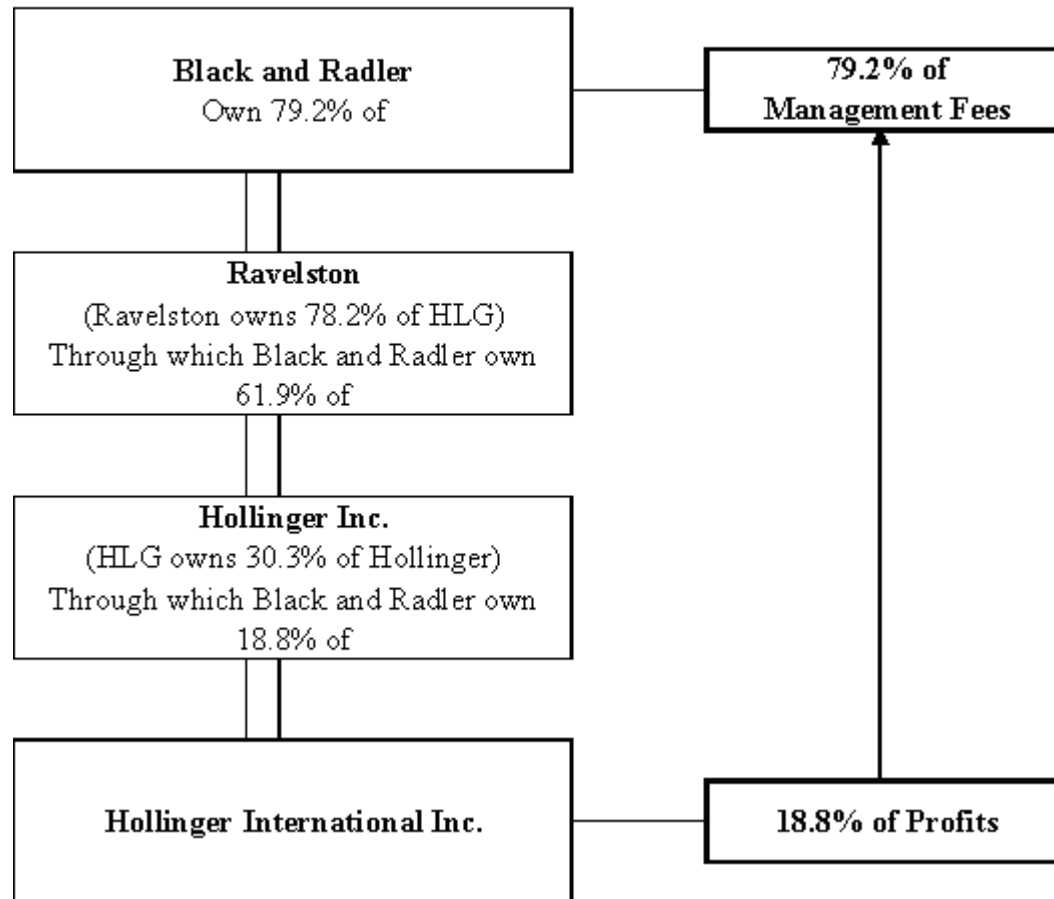 Black and Radler
Own 79.2% of
79.2% of
Management Fees
Ravelston
(Ravelston owns 78.2% of HLG)
Through which Black and Radler own
61.9% of
Hollinger Inc.
(HLG owns 30.3% of Hollinger)
Through which Black and Radler own
18.8% of
Hollinger International Inc.
18.8% of Profits